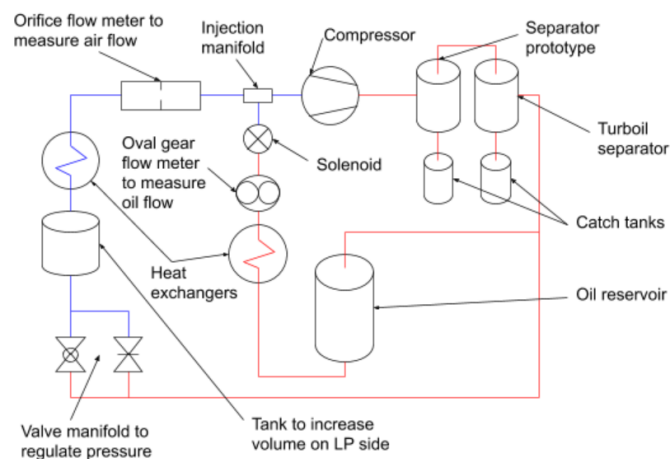 Orifice flow meter to
measure air flow
Injection
manifold
Compressor
Separator
prototype
Turboil
separator
Oval gear
flow meter
to measure
oil flow
Solenoid
Catch tanks
Heat
exchangers
Oil reservoir
Valve manifold to
regulate pressure
Tank to increase
volume on LP side